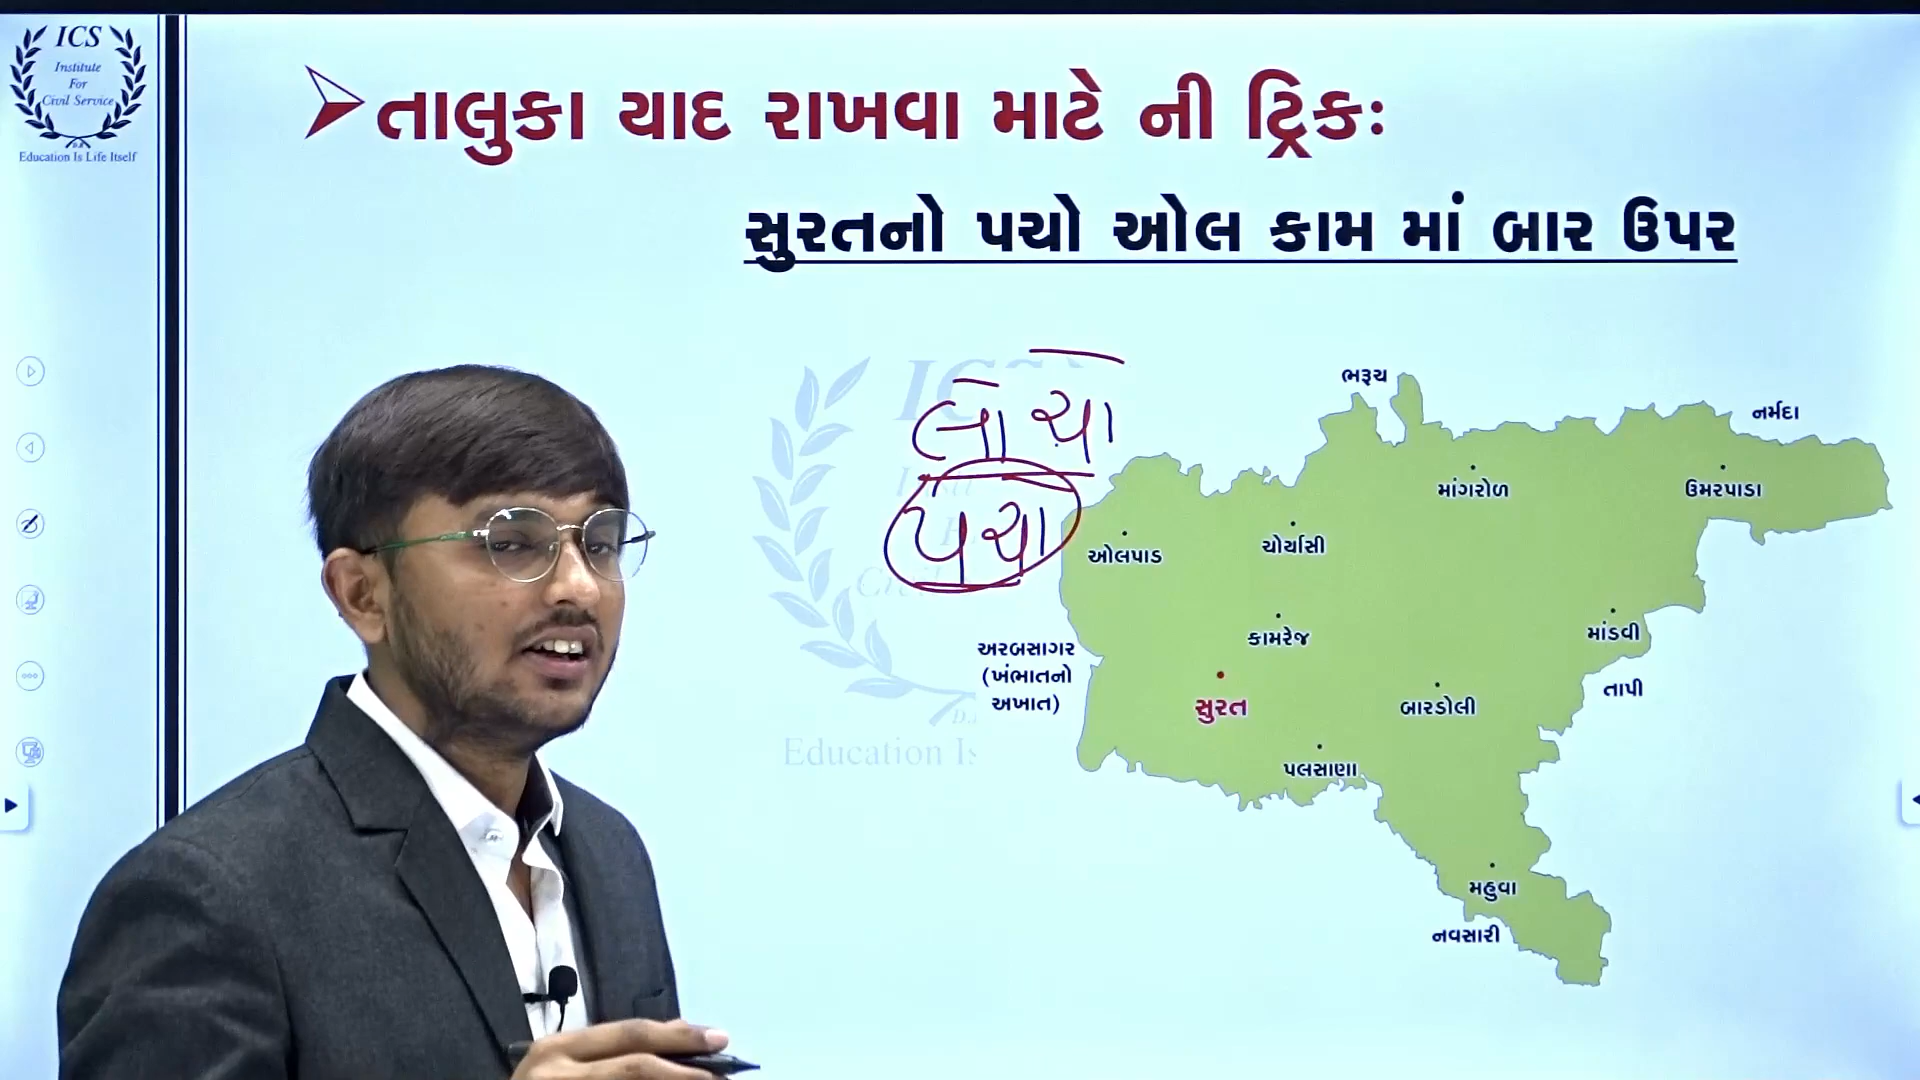 ICS
Institute
For
Civil Service
D.R
Education Is Life Itself
તાલુકા યાદ રાખવા માટે ની ટ્રિકઃ
સુરતનો પચો ઓલ કામ માં બાર ઉપર
લા ચા
પચા
ભરૂચ
નર્મદા
માંગરોળ
ઉમરપાડા
ઓલપાડ
ચોર્યાસી
કામરેજ
માંડવી
અરબસાગર
(ખંભાતનો
અખાત)
સુરત
બારડોલી
તાપી
પલસાણા
મહુવા
નવસારી
Education Is